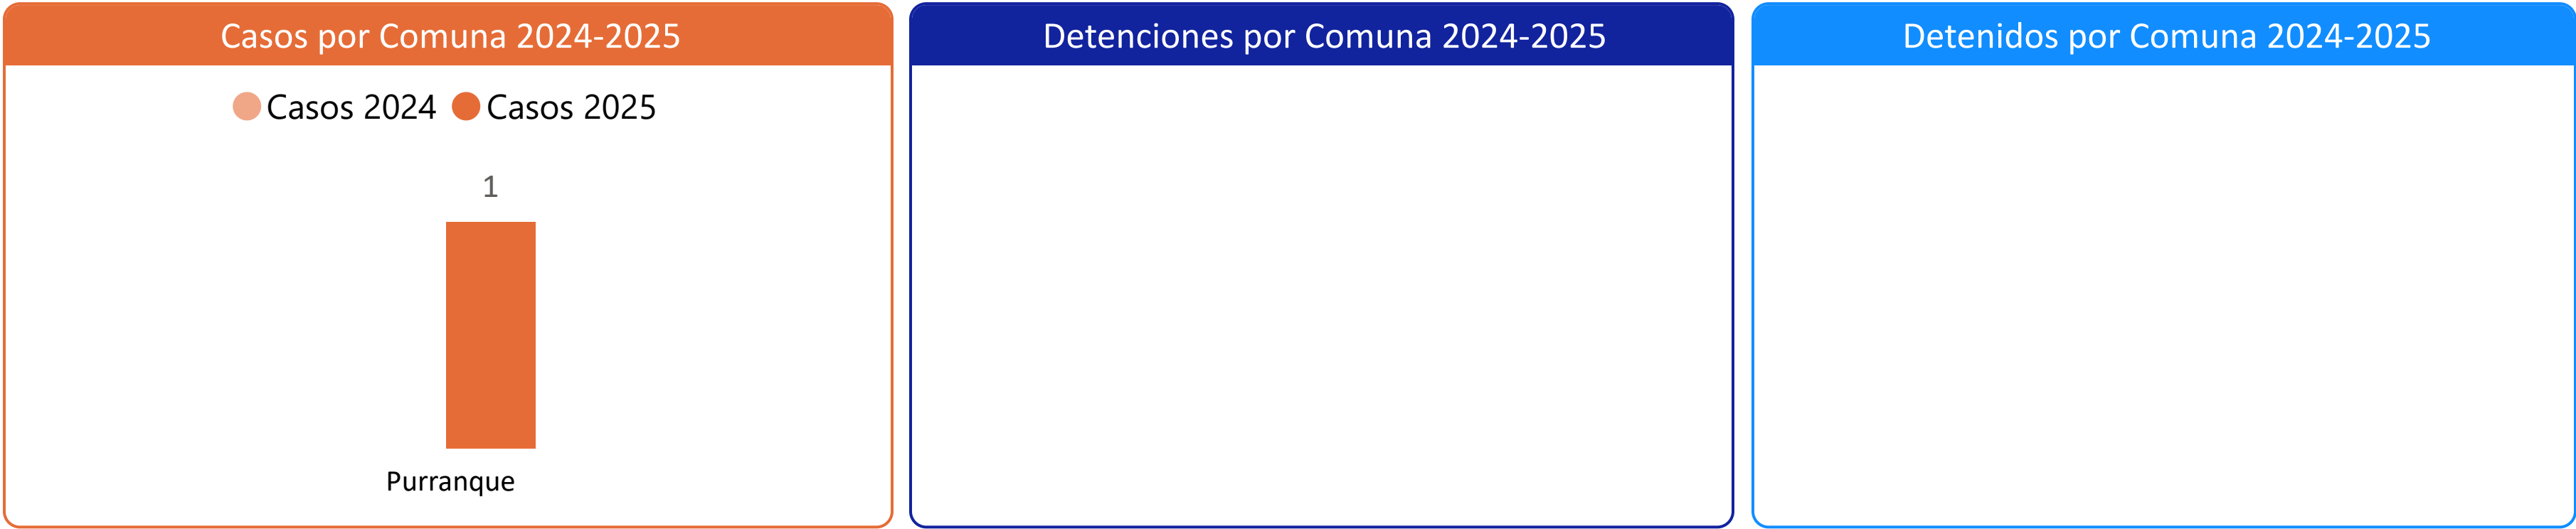 Casos por Comuna 2024-2025
Casos 2024 Casos 2025
1
Purranque
Detenciones por Comuna 2024-2025
Detenidos por Comuna 2024-2025